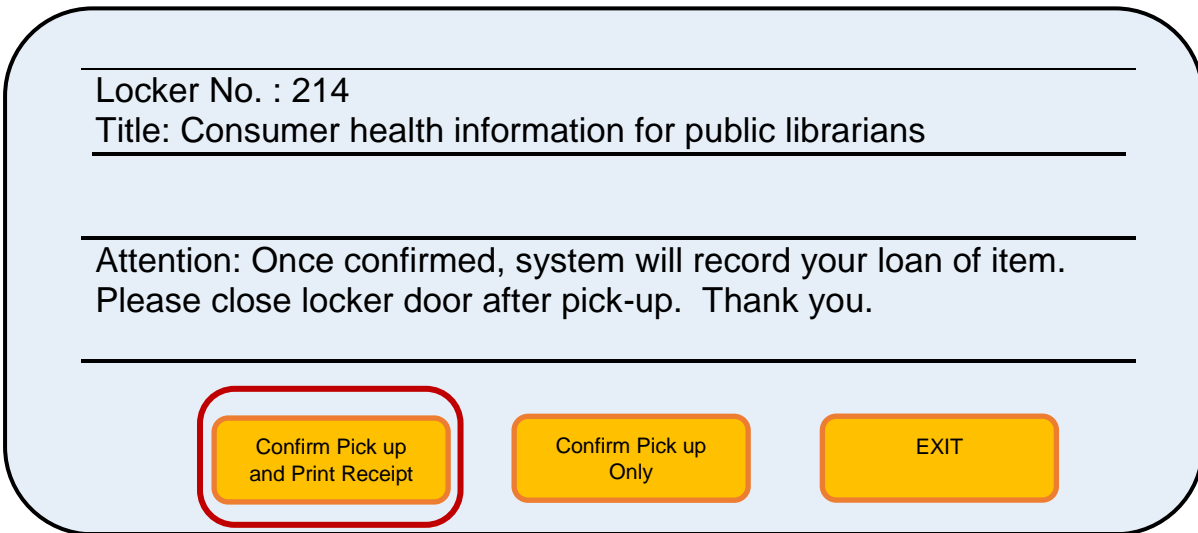 Locker No. : 214
Title: Consumer health information for public librarians
Attention: Once confirmed, system will record your loan of item.
Please close locker door after pick-up.  Thank you.
Confirm Pick up
and Print Receipt
Confirm Pick up
Only
EXIT